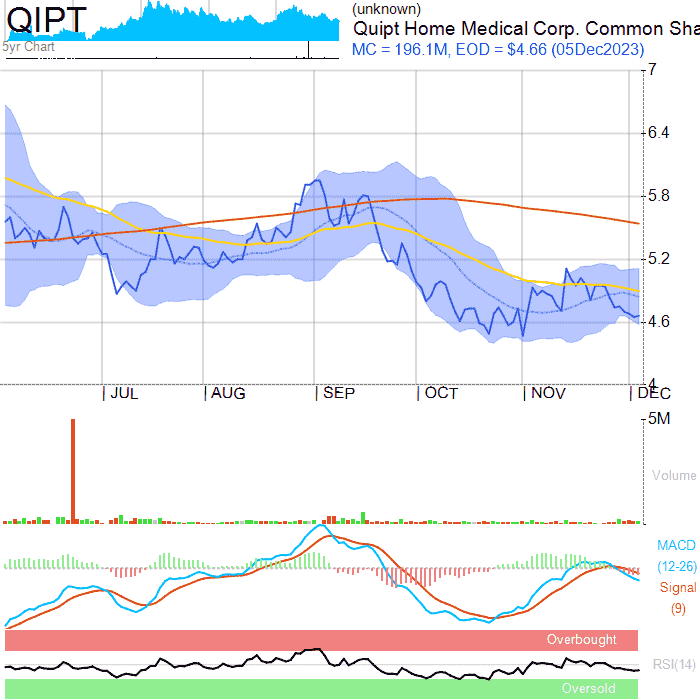 QIPT
5yr Chart
(unknown)
Quipt Home Medical Corp. Common Sha
MC = 196.1M, EOD = $4.66 (05Dec2023)
7
6.4
5.8
5.2
4.6
4
JUL AUG SEP OCT NOV DEC
5M
Volume
MACD
(12-26)
Signal
(9)
Overbought
RSI(14)
Oversold